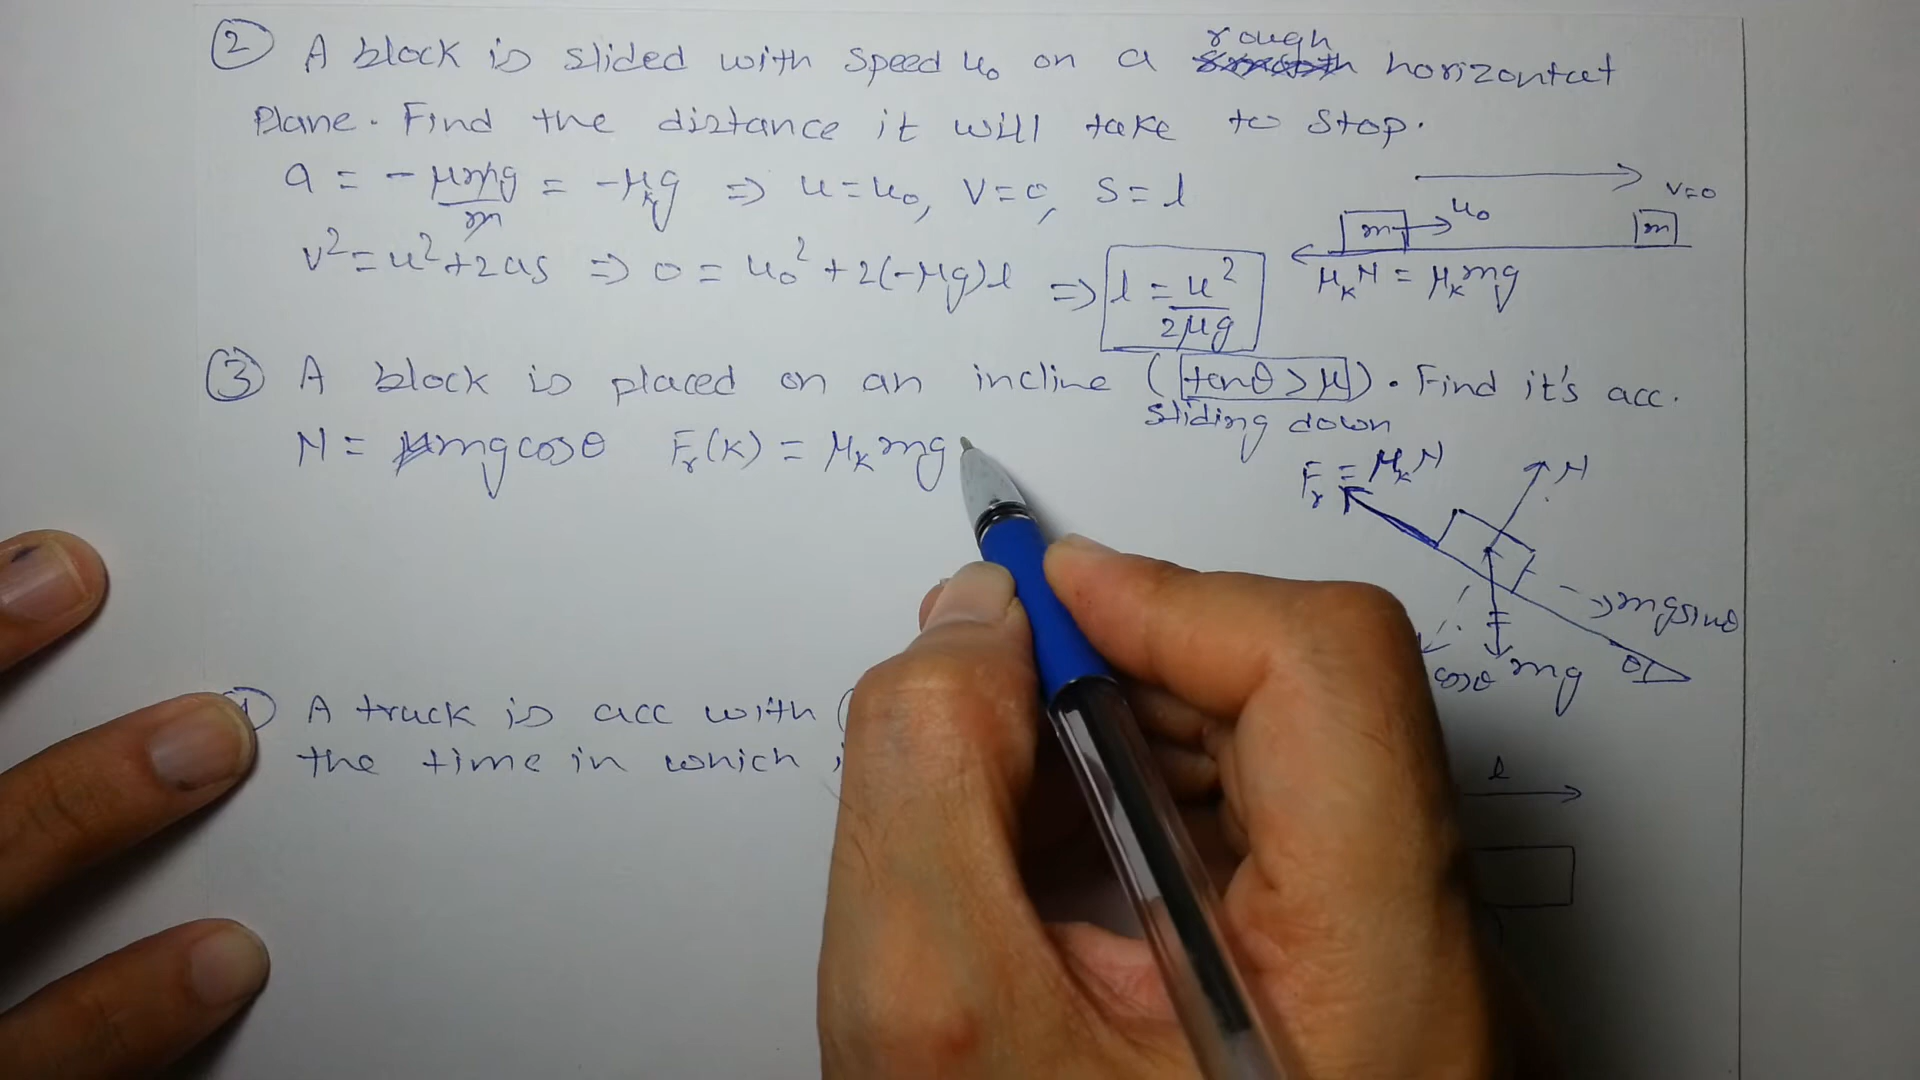 ② A block is slided with speed u₀ on a rough horizontal
Plane. Find the distance it will take to stop.
a = - μmg/m = -μₖg => u=u₀, v=0, s=l
v²=u²+2as => 0 = u₀²+2(-μg)l => l = u²/2μg
m u₀ m v=0
μₖN = μₖmg
③ A block is placed on an incline (tanθ>μ). Find it's acc.
sliding down
N = mgcosθ Fᵣ(k) = μₖmg
Fᵣ = μₖN
N
mgsinθ
cosθ mg θ
A truck is acc with (
the time in which
l